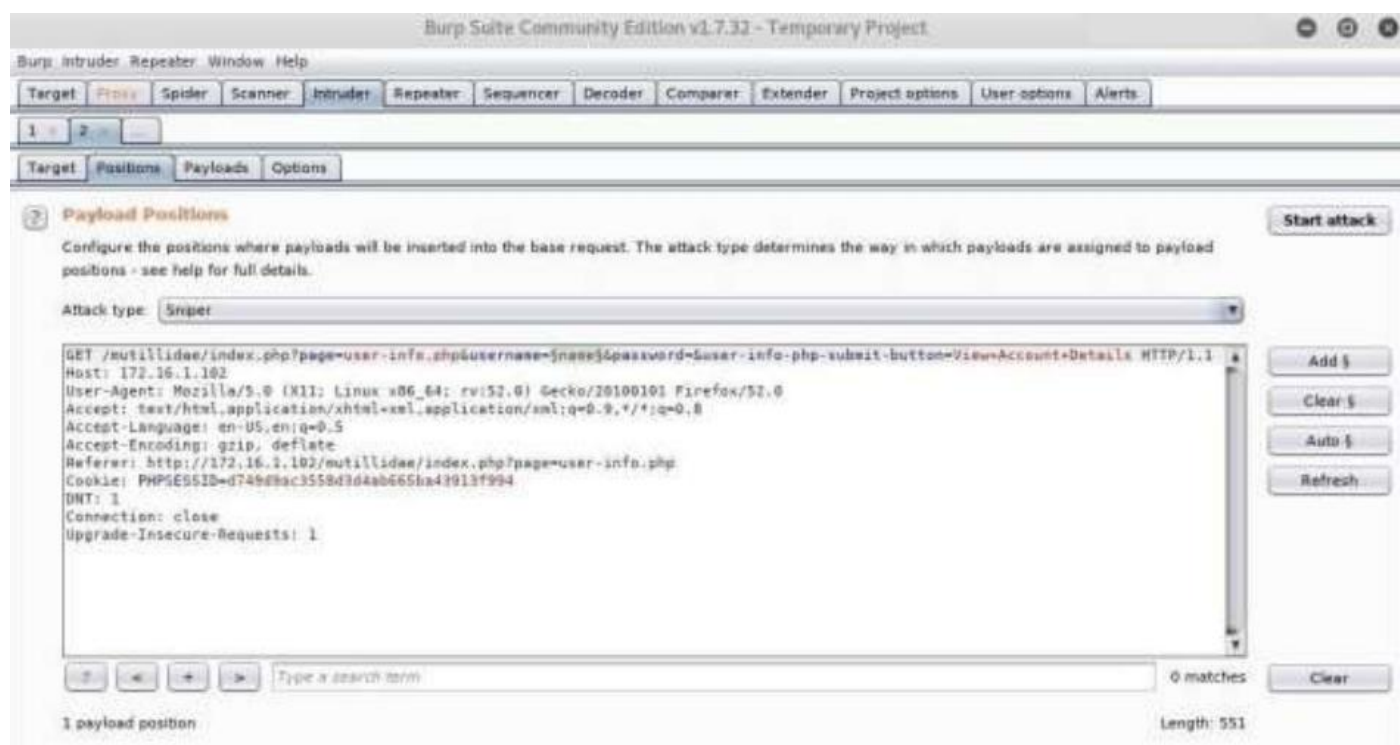 Burp Suite Community Edition v1.7.32 - Temporary Project
Burp Intruder Repeater Window Help
Target Proxy Spider Scanner Intruder Repeater Sequencer Decoder Comparer Extender Project options User options Alerts
1 × 2 × ...
Target Positions Payloads Options
? Payload Positions
Start attack
Configure the positions where payloads will be inserted into the base request. The attack type determines the way in which payloads are assigned to payload
positions - see help for full details.
Attack type: Sniper
GET /mutillidae/index.php?page=user-info.php&username=§name§&password=&user-info-php-submit-button=View+Account+Details HTTP/1.1
Host: 172.16.1.102
User-Agent: Mozilla/5.0 (X11; Linux x86_64; rv:52.0) Gecko/20100101 Firefox/52.0
Accept: text/html,application/xhtml+xml,application/xml;q=0.9,*/*;q=0.8
Accept-Language: en-US,en;q=0.5
Accept-Encoding: gzip, deflate
Referer: http://172.16.1.102/mutillidae/index.php?page=user-info.php
Cookie: PHPSESSID=
DNT: 1
Connection: close
Upgrade-Insecure-Requests: 1
Add §
Clear §
Auto §
Refresh
? < + > Type a search term
0 matches
Clear
1 payload position
Length: 551